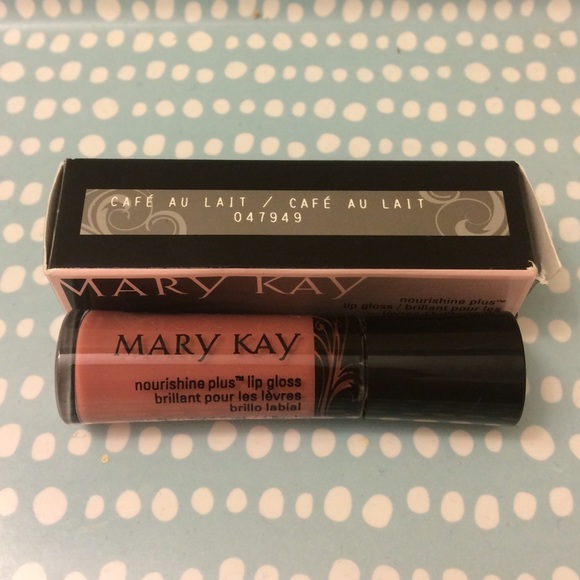 CAFÉ AU LAIT / CAFÉ AU LAIT
047949
MARY KAY
nourishine plus™
lip gloss / brillant pour les
MARY KAY
nourishine plus™ lip gloss
brillant pour les lèvres
brillo labial